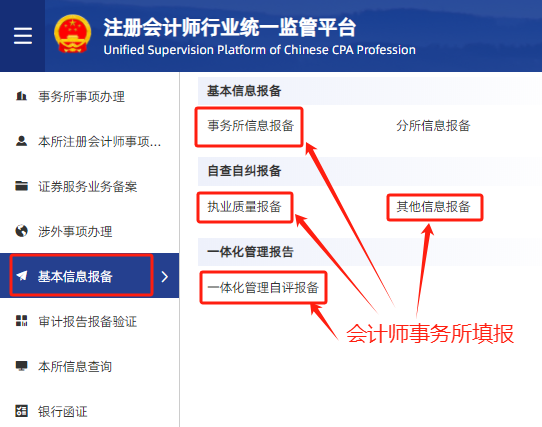 注册会计师行业统一监管平台
Unified Supervision Platform of Chinese CPA Profession
事务所事项办理
本所注册会计师事项...
证券服务业务备案
涉外事项办理
基本信息报备
审计报告报备验证
本所信息查询
银行函证
基本信息报备
事务所信息报备 分所信息报备
自查自纠报备
执业质量报备 其他信息报备
一体化管理报告
一体化管理自评报备
会计师事务所填报